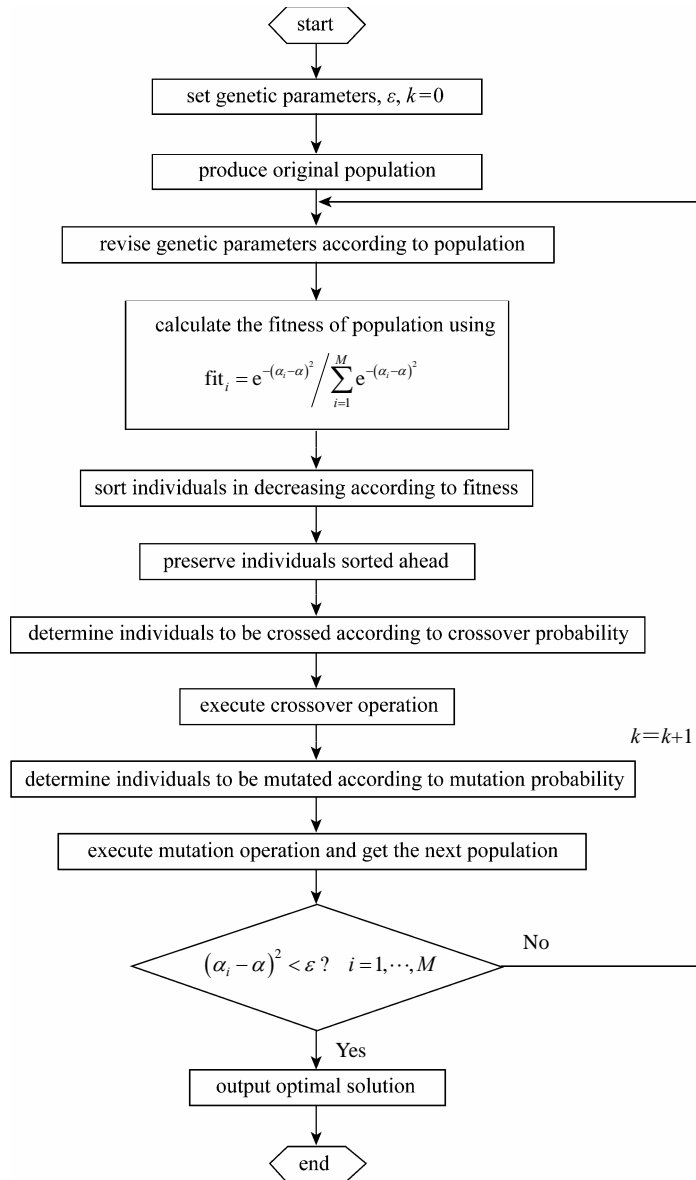 start
set genetic parameters, ε, k=0
produce original population
revise genetic parameters according to population
calculate the fitness of population using
fit_i = e^{-(α_i-α)^2} / \sum_{i=1}^{M} e^{-(α_i-α)^2}
sort individuals in decreasing according to fitness
preserve individuals sorted ahead
determine individuals to be crossed according to crossover probability
execute crossover operation
k=k+1
determine individuals to be mutated according to mutation probability
execute mutation operation and get the next population
(α_i-α)^2 < ε ? i=1,⋯,M
No
Yes
output optimal solution
end